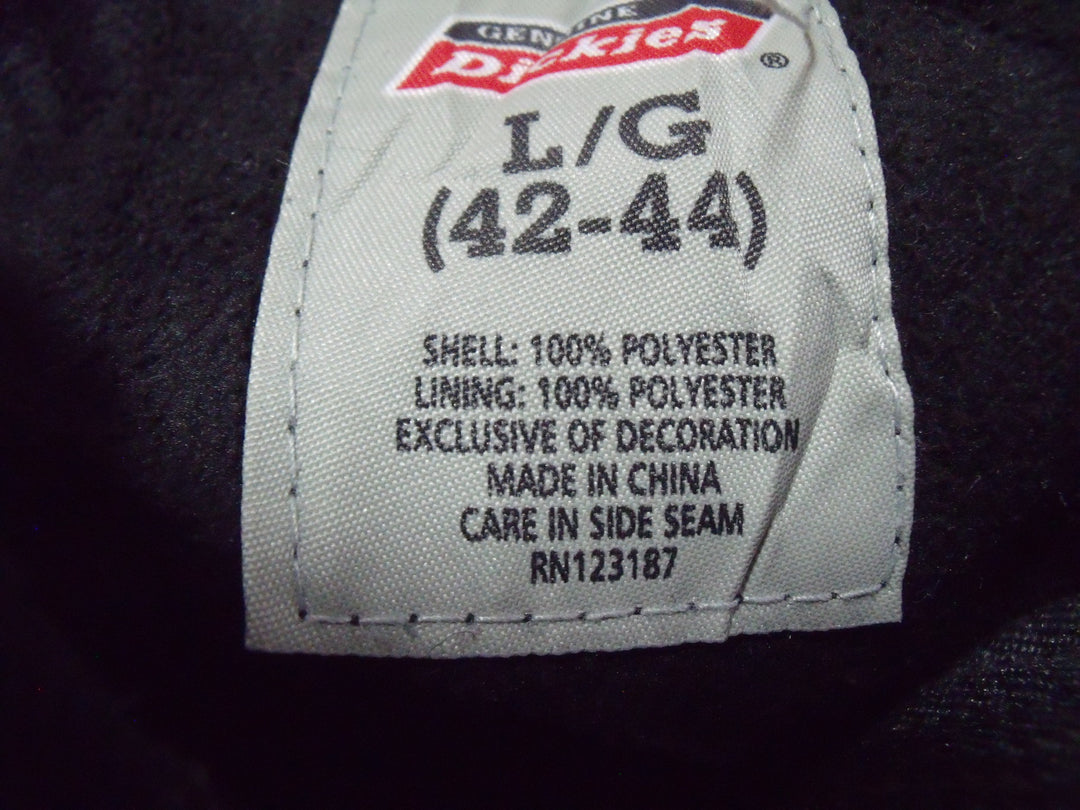 GENUINE
Dickies ®
L/G
(42-44)
SHELL: 100% POLYESTER
LINING: 100% POLYESTER
EXCLUSIVE OF DECORATION
MADE IN CHINA
CARE IN SIDE SEAM
RN123187